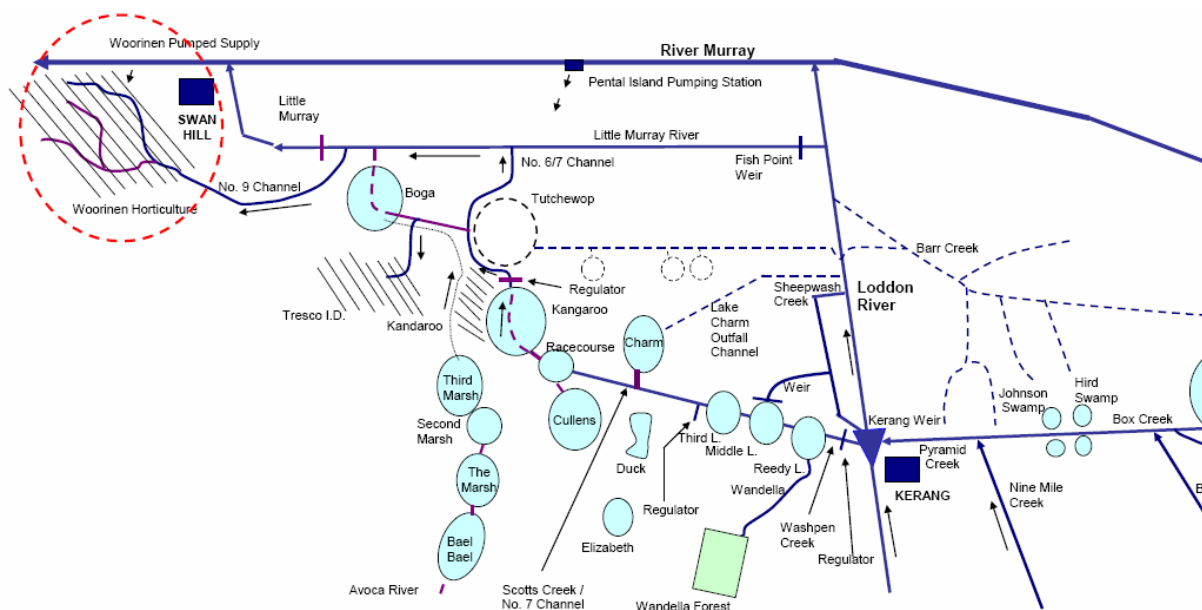 Woorinen Pumped Supply
River Murray
Pental Island Pumping Station
SWAN
HILL
Little
Murray
Little Murray River
Fish Point
Weir
No. 6/7 Channel
No. 9 Channel
Woorinen Horticulture
Boga
Tutchewop
Barr Creek
Regulator
Sheepwash
Creek
Loddon
River
Tresco I.D.
Kandaroo
Kangaroo
Lake
Charm
Outfall
Channel
Racecourse
Charm
Third
Marsh
Second
Marsh
Cullens
Weir
Johnson
Swamp
Hird
Swamp
Kerang Weir
Box Creek
Third L.
Middle L.
Reedy L.
Pyramid
Creek
The
Marsh
Duck
Wandella
KERANG
Nine Mile
Creek
B
Regulator
Washpen
Creek
Regulator
Bael
Bael
Elizabeth
Avoca River
Scotts Creek /
No. 7 Channel
Wandella Forest